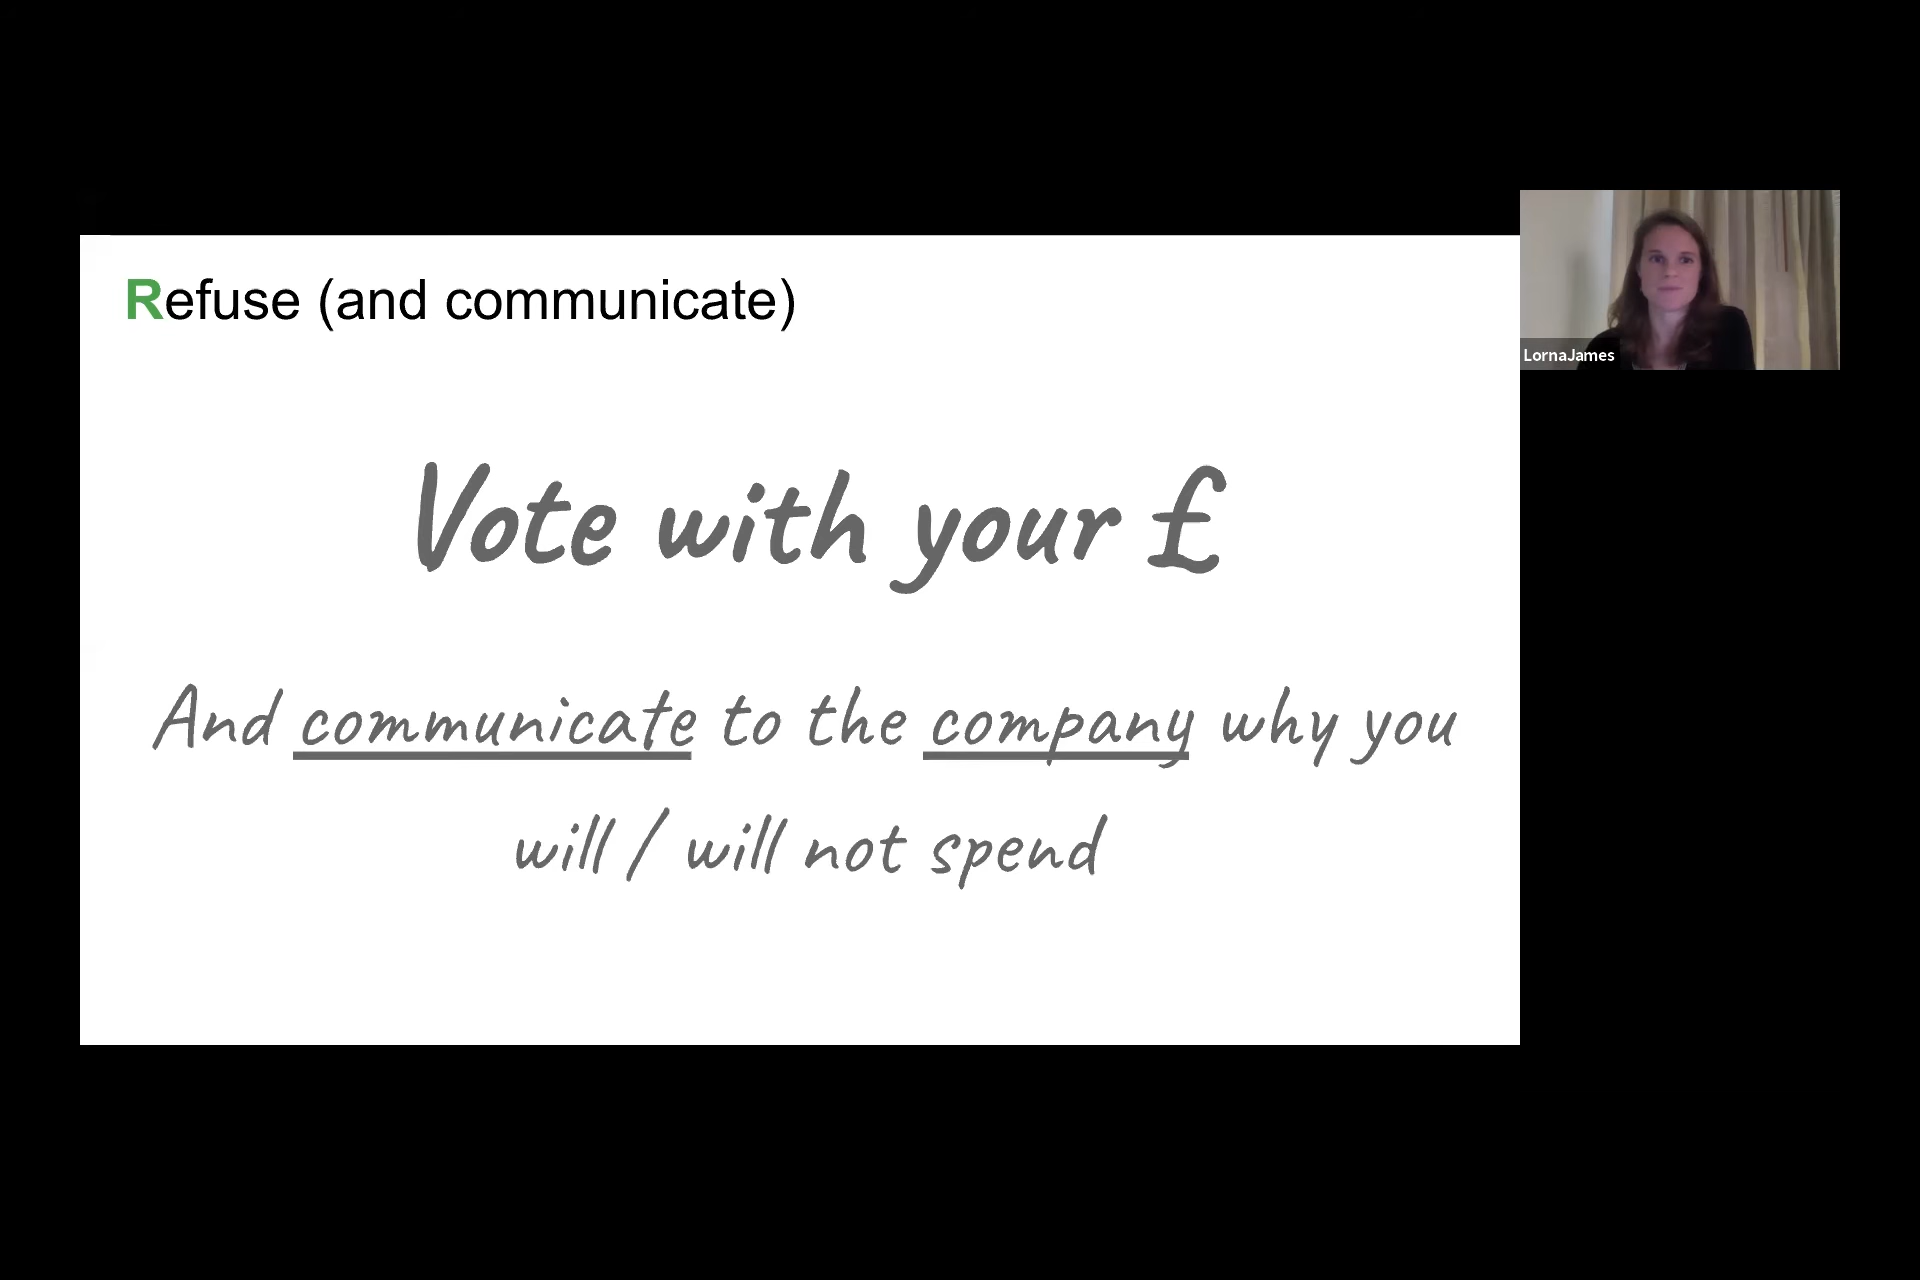 Refuse (and communicate)
Vote with your £
And communicate to the company why you
will / will not spend
LornaJames